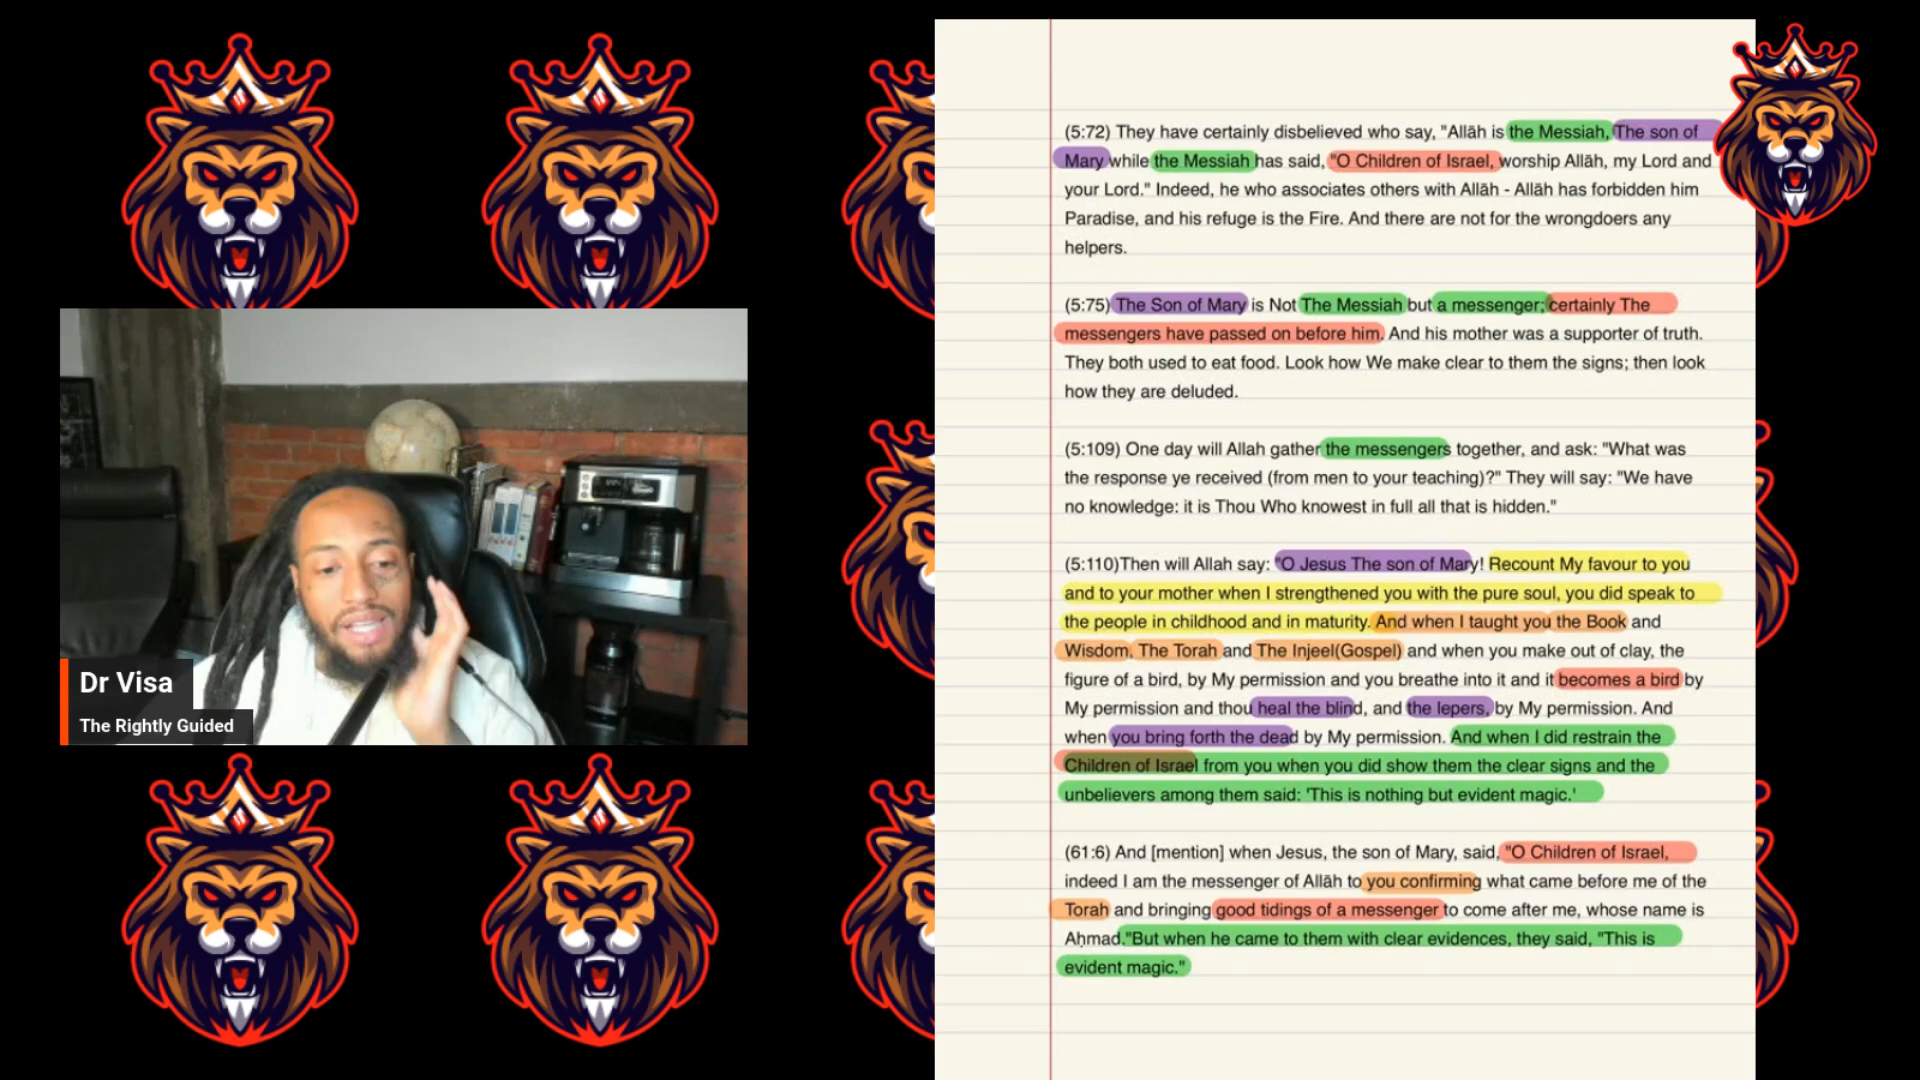 (5:72) They have certainly disbelieved who say, "Allāh is the Messiah, The son of
Mary while the Messiah has said, "O Children of Israel, worship Allāh, my Lord and
your Lord." Indeed, he who associates others with Allāh - Allāh has forbidden him
Paradise, and his refuge is the Fire. And there are not for the wrongdoers any
helpers.
(5:75) The Son of Mary is Not The Messiah but a messenger; certainly The
messengers have passed on before him. And his mother was a supporter of truth.
They both used to eat food. Look how We make clear to them the signs; then look
how they are deluded.
(5:109) One day will Allah gather the messengers together, and ask: "What was
the response ye received (from men to your teaching)?" They will say: "We have
no knowledge: it is Thou Who knowest in full all that is hidden."
(5:110)Then will Allah say: "O Jesus The son of Mary! Recount My favour to you
and to your mother when I strengthened you with the pure soul, you did speak to
the people in childhood and in maturity. And when I taught you the Book and
Wisdom, The Torah and The Injeel(Gospel) and when you make out of clay, the
figure of a bird, by My permission and you breathe into it and it becomes a bird by
My permission and thou heal the blind, and the lepers, by My permission. And
when you bring forth the dead by My permission. And when I did restrain the
Children of Israel from you when you did show them the clear signs and the
unbelievers among them said: 'This is nothing but evident magic.'
(61:6) And [mention] when Jesus, the son of Mary, said, "O Children of Israel,
indeed I am the messenger of Allāh to you confirming what came before me of the
Torah and bringing good tidings of a messenger to come after me, whose name is
Aḥmad."But when he came to them with clear evidences, they said, "This is
evident magic."
Dr Visa
The Rightly Guided